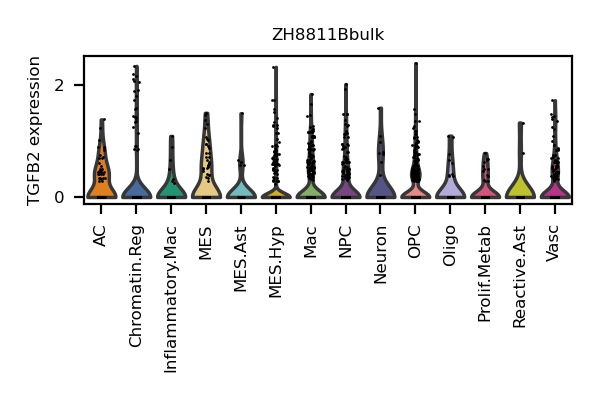 ZH8811Bbulk
TGFB2 expression
2
0
AC
Chromatin.Reg
Inflammatory.Mac
MES
MES.Ast
MES.Hyp
Mac
NPC
Neuron
OPC
Oligo
Prolif.Metab
Reactive.Ast
Vasc